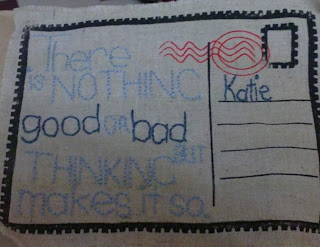 There
is NOTHING
good OR bad
BUT
THINKING
makes it so.
Katie